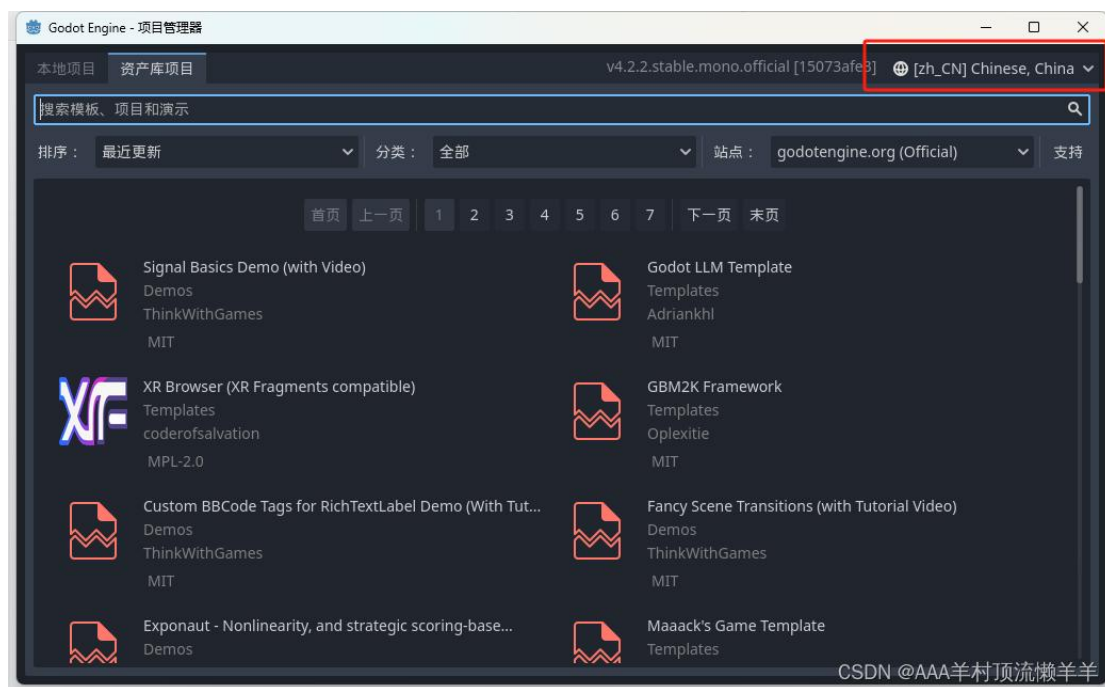 Godot Engine - 项目管理器
本地项目 资产库项目 v4.2.2.stable.mono.official [15073afe3] [zh_CN] Chinese, China
搜索模板、项目和演示
排序： 最近更新 分类： 全部 站点： godotengine.org (Official) 支持
首页 上一页 1 2 3 4 5 6 7 下一页 末页
Signal Basics Demo (with Video)
Demos
ThinkWithGames
MIT
Godot LLM Template
Templates
Adriankhl
MIT
XR Browser (XR Fragments compatible)
Templates
coderofsalvation
MPL-2.0
GBM2K Framework
Templates
Oplexitie
MIT
Custom BBCode Tags for RichTextLabel Demo (With Tut...
Demos
ThinkWithGames
MIT
Fancy Scene Transitions (with Tutorial Video)
Demos
ThinkWithGames
MIT
Exponaut - Nonlinearity, and strategic scoring-base...
Demos
Maaack's Game Template
Templates
CSDN @AAA羊村顶流懒羊羊